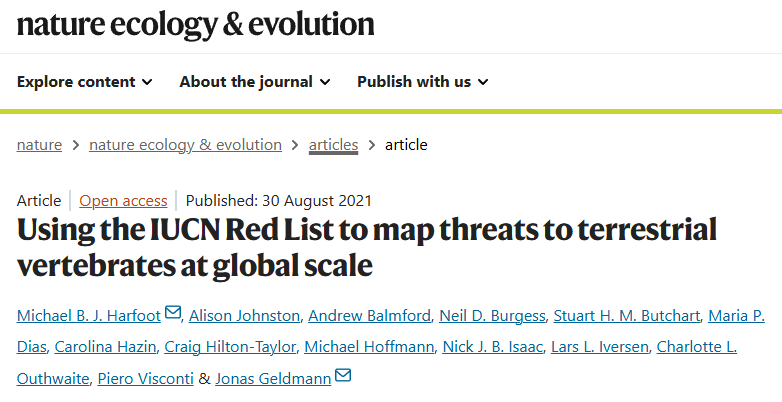 nature ecology & evolution
Explore content About the journal Publish with us
nature > nature ecology & evolution > articles > article
Article | Open access | Published: 30 August 2021
Using the IUCN Red List to map threats to terrestrial
vertebrates at global scale
Michael B. J. Harfoot, Alison Johnston, Andrew Balmford, Neil D. Burgess, Stuart H. M. Butchart, Maria P.
Dias, Carolina Hazin, Craig Hilton-Taylor, Michael Hoffmann, Nick J. B. Isaac, Lars L. Iversen, Charlotte L.
Outhwaite, Piero Visconti & Jonas Geldmann